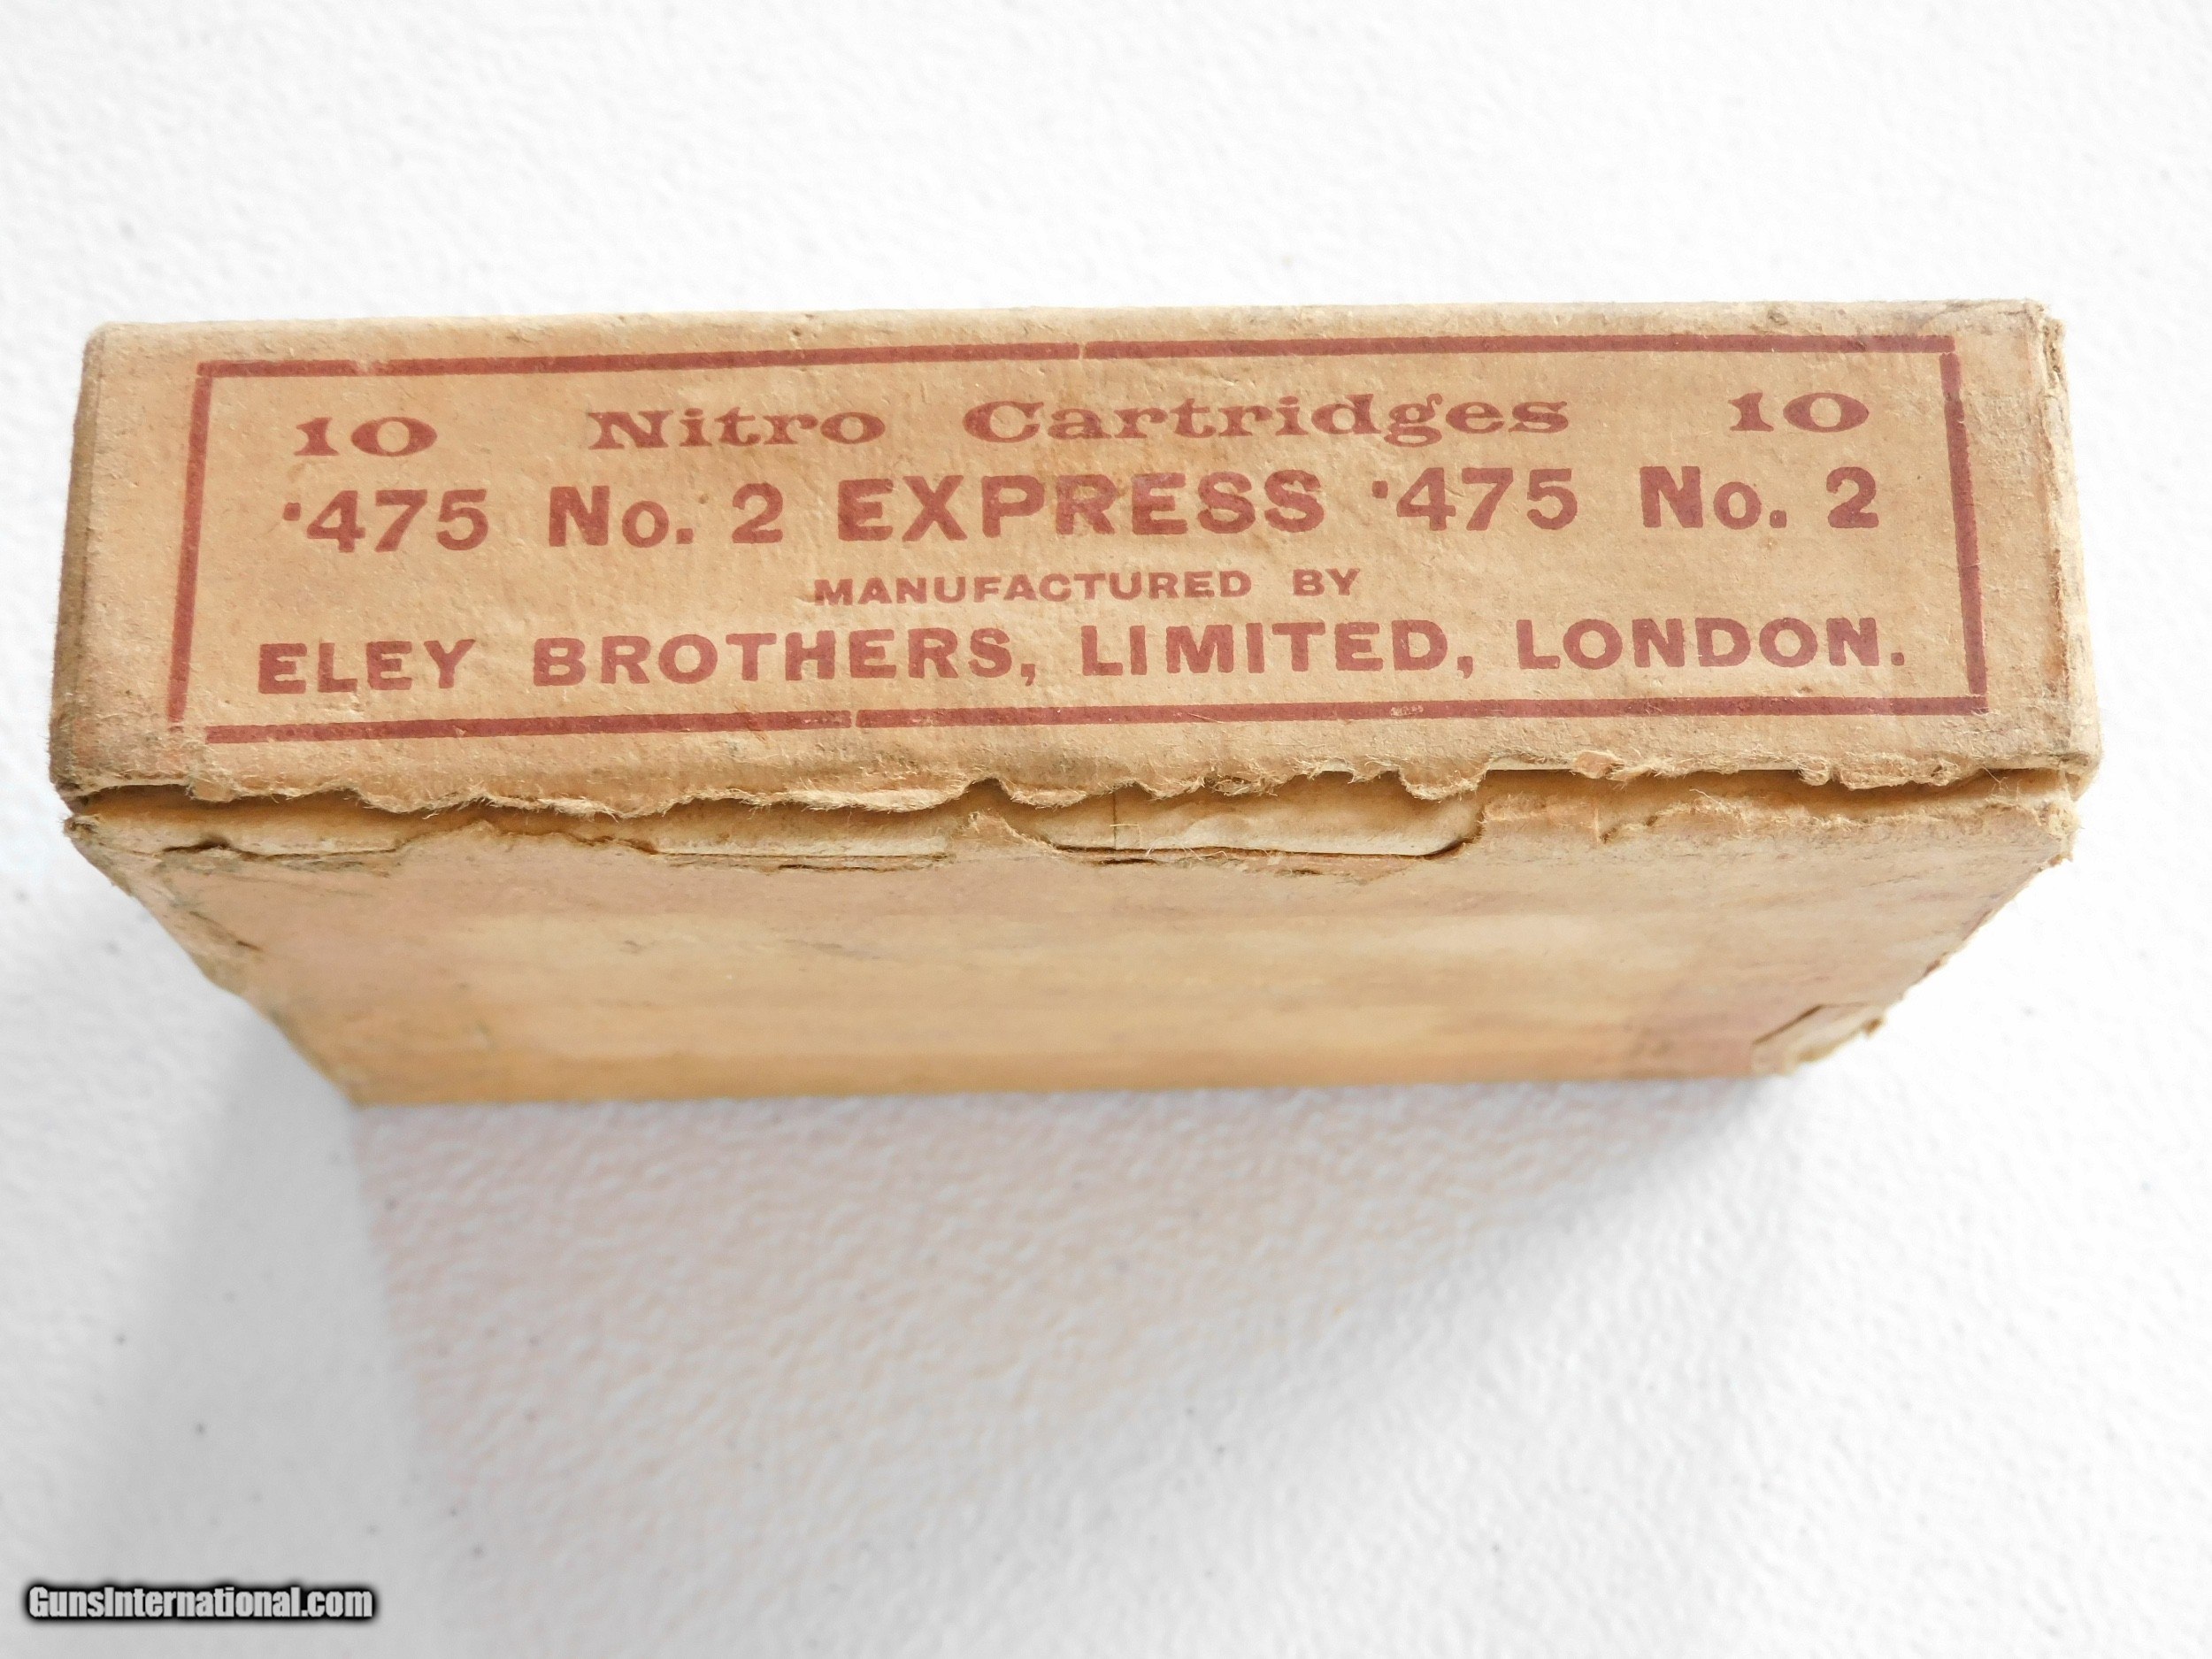 10 Nitro Cartridges 10
·475 No. 2 EXPRESS ·475 No. 2
MANUFACTURED BY
ELEY BROTHERS, LIMITED, LONDON.
GunsInternational.com